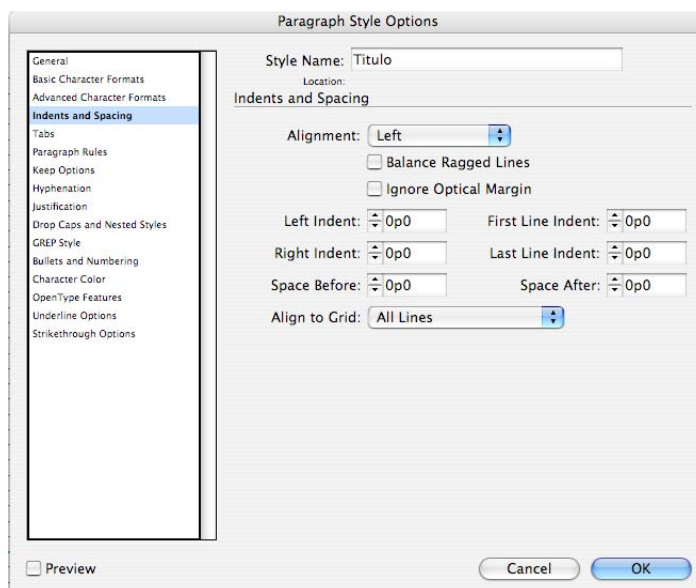 Paragraph Style Options
General
Basic Character Formats
Advanced Character Formats
Indents and Spacing
Tabs
Paragraph Rules
Keep Options
Hyphenation
Justification
Drop Caps and Nested Styles
GREP Style
Bullets and Numbering
Character Color
OpenType Features
Underline Options
Strikethrough Options
Style Name: Titulo
Location:
Indents and Spacing
Alignment: Left
Balance Ragged Lines
Ignore Optical Margin
Left Indent: 0p0 First Line Indent: 0p0
Right Indent: 0p0 Last Line Indent: 0p0
Space Before: 0p0 Space After: 0p0
Align to Grid: All Lines
Preview Cancel OK